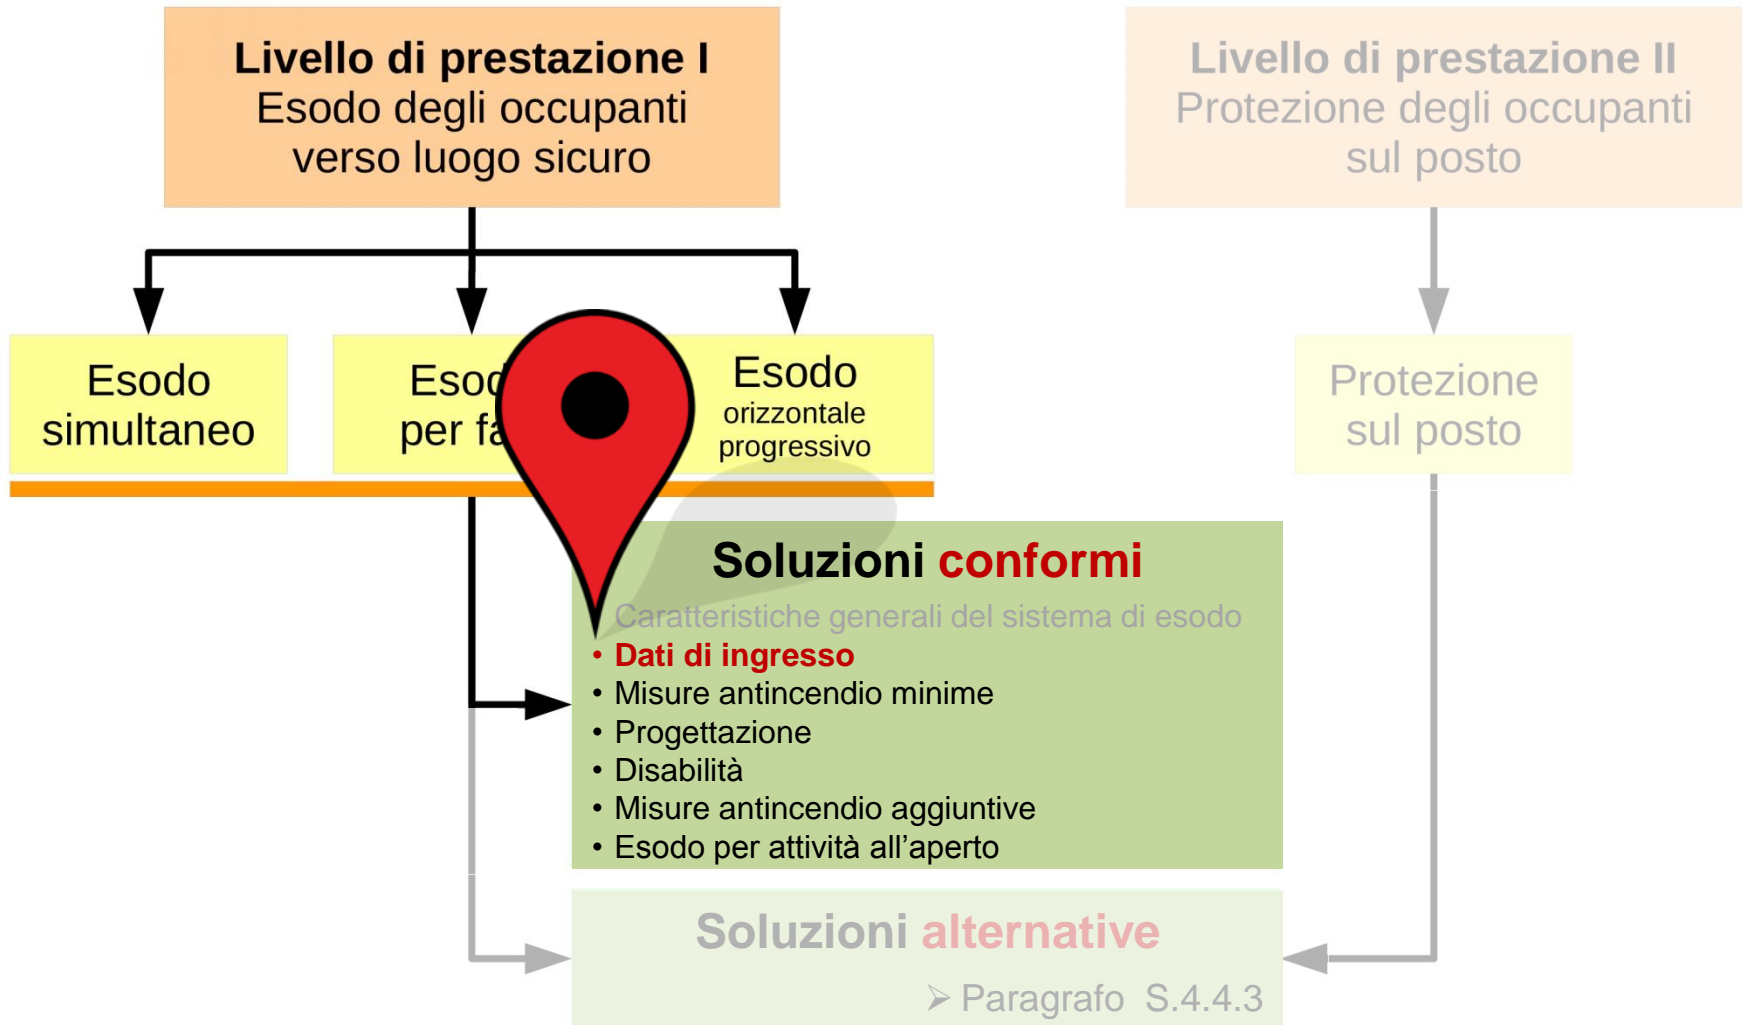 Livello di prestazione I
Esodo degli occupanti
verso luogo sicuro
Livello di prestazione II
Protezione degli occupanti
sul posto
Esodo
simultaneo
per
Esodo
orizzontale
progressivo
Protezione
sul posto
Soluzioni conformi
Caratteristiche generali del sistema di esodo
• Dati di ingresso
• Misure antincendio minime
• Progettazione
• Disabilità
• Misure antincendio aggiuntive
• Esodo per attività all’aperto
Soluzioni alternative
➢ Paragrafo S.4.4.3